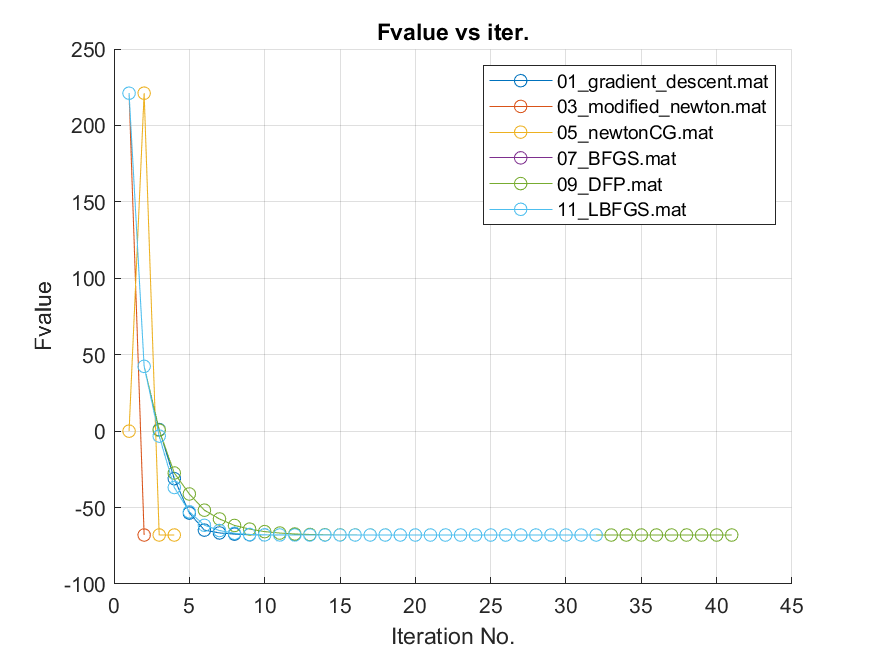 Fvalue vs iter.
250
200
150
100
50
0
-50
-100
Fvalue
0 5 10 15 20 25 30 35 40 45
Iteration No.
01_gradient_descent.mat
03_modified_newton.mat
05_newtonCG.mat
07_BFGS.mat
09_DFP.mat
11_LBFGS.mat